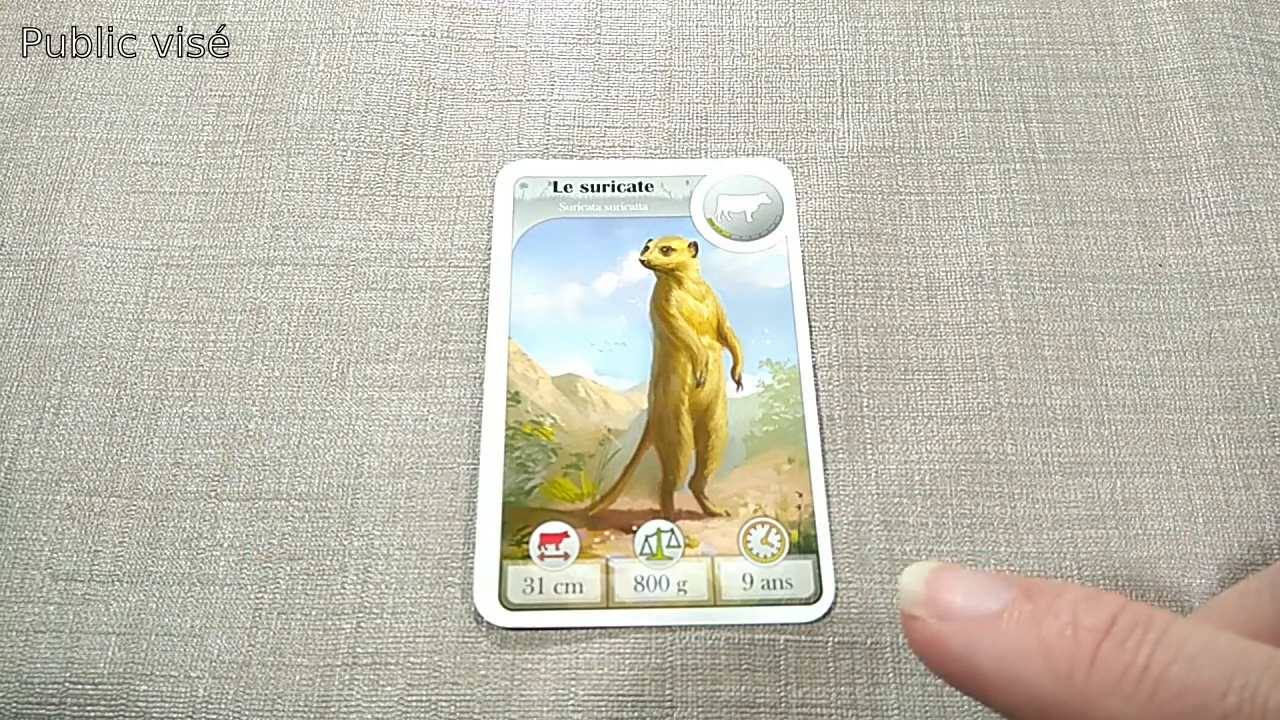 Public visé
Le suricate
Suricata suricatta
31 cm
800 g
9 ans